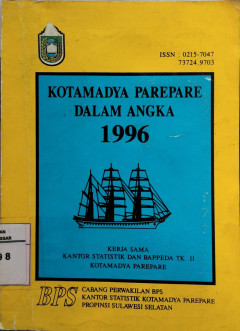 ISSN : 0215-7047
73724.9703
KOTAMADYA PAREPARE
DALAM ANGKA
1996
98
KERJA SAMA
KANTOR STATISTIK DAN BAPPEDA TK. II
KOTAMADYA PAREPARE
BPS
CABANG PERWAKILAN BPS
KANTOR STATISTIK KOTAMADYA PAREPARE
PROPINSI SULAWESI SELATAN